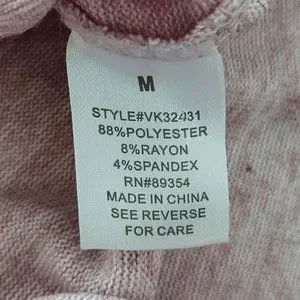 M
STYLE#VK32431
88%POLYESTER
8%RAYON
4%SPANDEX
RN#89354
MADE IN CHINA
SEE REVERSE
FOR CARE